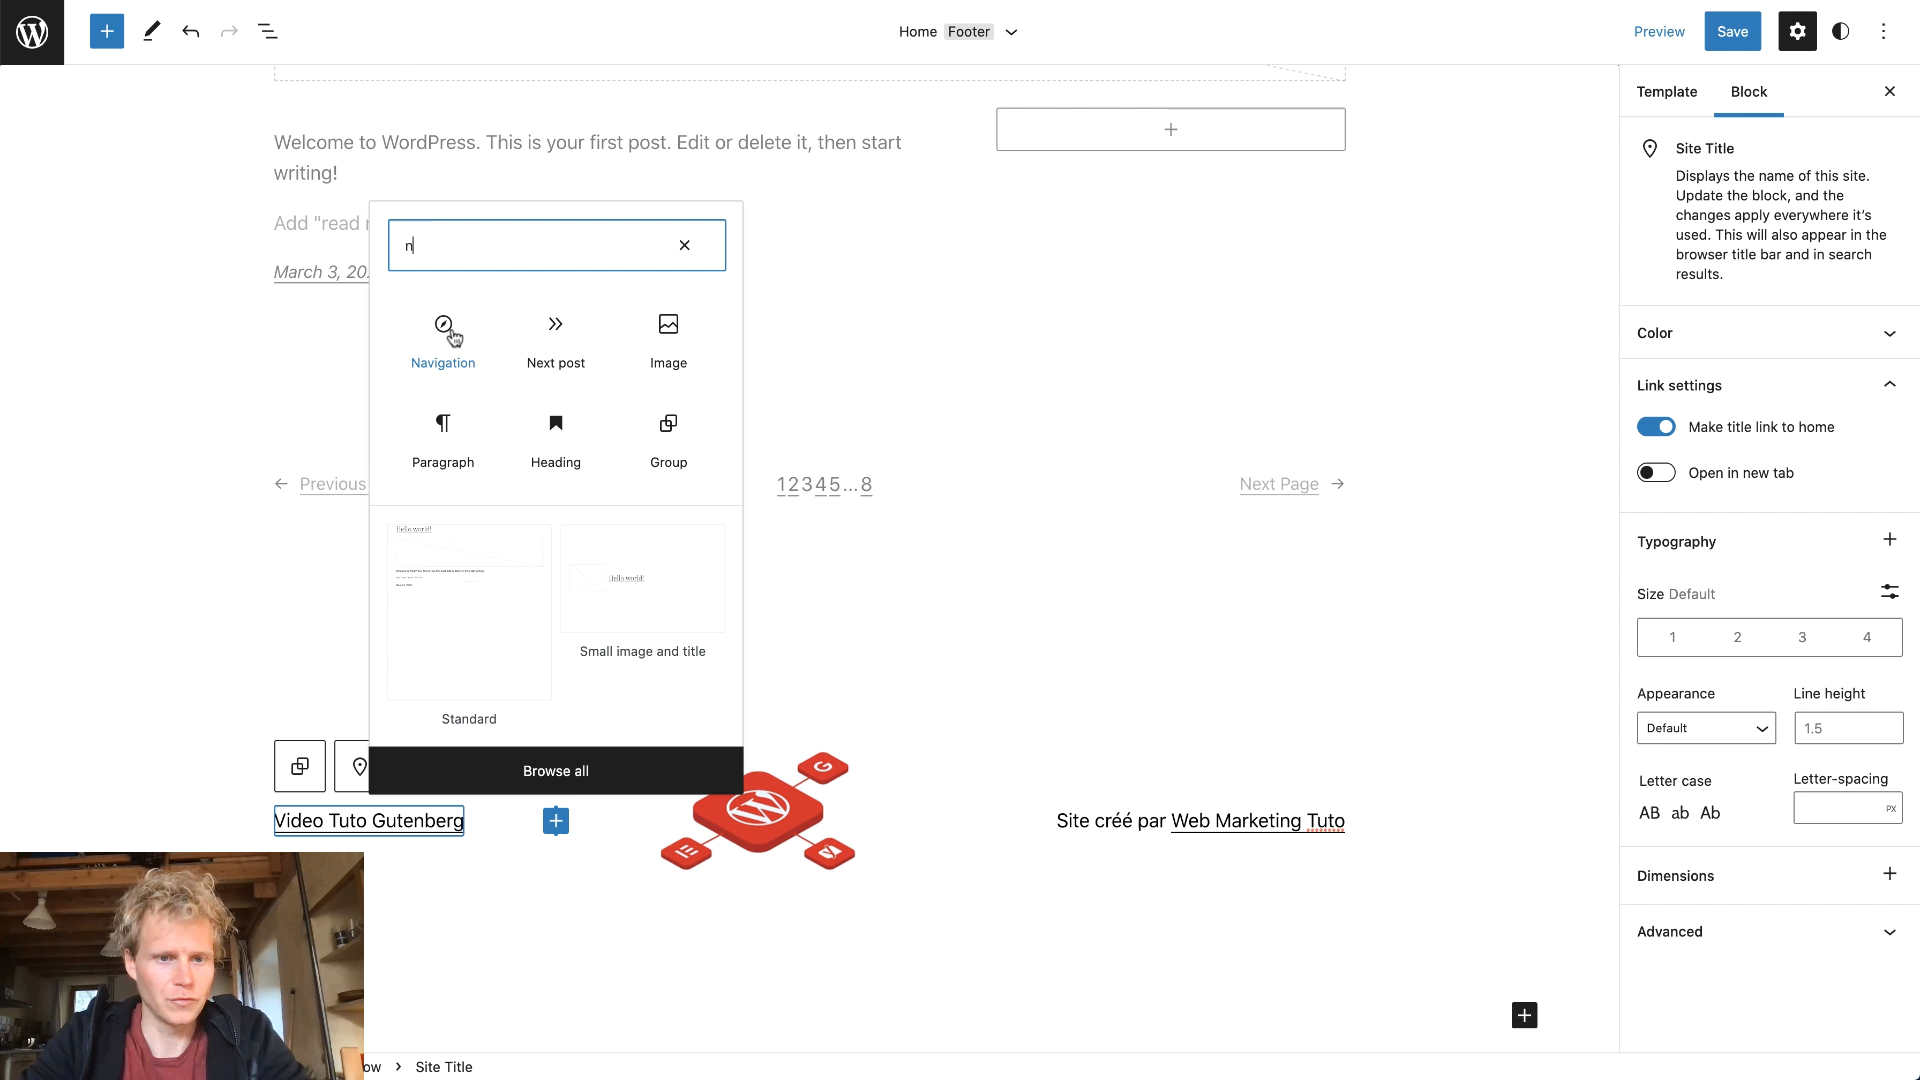 Home Footer
Preview
Save
Template
Block
Welcome to WordPress. This is your first post. Edit or delete it, then start
writing!
Add "read
March 3, 20
n
Navigation
Next post
Image
Paragraph
Heading
Group
← Previous
12345...8
Next Page →
Hello world!
Standard
Hello world!
Small image and title
Browse all
Video Tuto Gutenberg
Site créé par Web Marketing Tuto
Site Title
Displays the name of this site.
Update the block, and the
changes apply everywhere it's
used. This will also appear in the
browser title bar and in search
results.
Color
Link settings
Make title link to home
Open in new tab
Typography
Size Default
1 2 3 4
Appearance
Line height
Default
1.5
Letter case
Letter-spacing
AB ab Ab
PX
Dimensions
Advanced
ow > Site Title